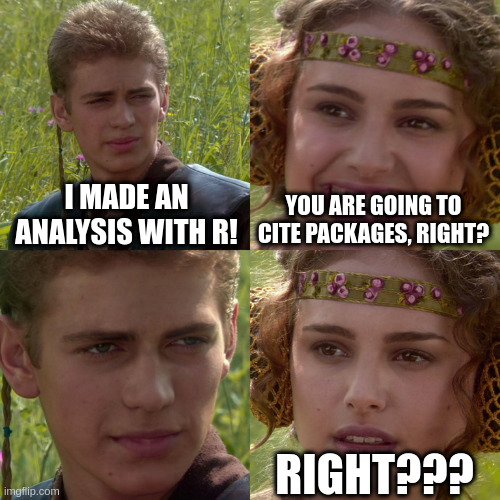 I MADE AN
ANALYSIS WITH R!
YOU ARE GOING TO
CITE PACKAGES, RIGHT?
RIGHT???
imgflip.com